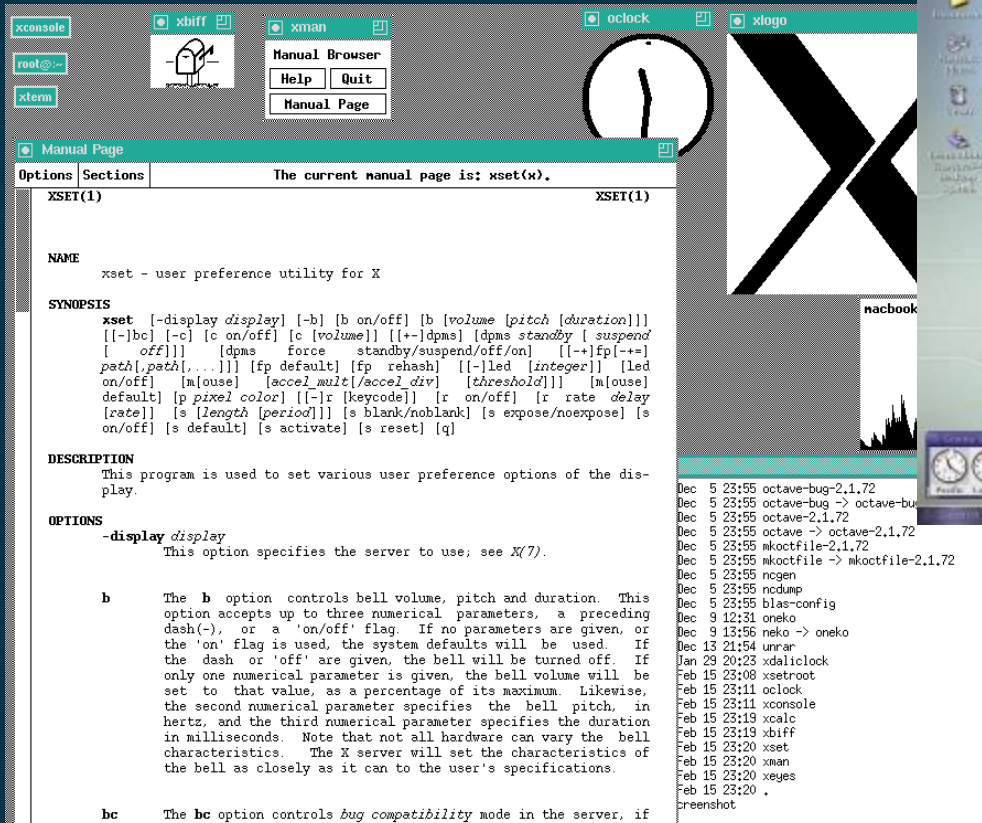 xconsole
root@:~
xterm
xbiff
xman
Manual Browser
Help Quit
Manual Page
oclock
xlogo
macbook
Manual Page
Options Sections The current manual page is: xset(x).
XSET(1) XSET(1)
NAME
xset - user preference utility for X
SYNOPSIS
xset [-display display] [-b] [b on/off] [b [volume [pitch [duration]]]
[[-]bc] [-c] [c on/off] [c [volume]] [[+-]dpms] [dpms standby [ suspend
[ off]]] [dpms force standby/suspend/off/on] [[-+]fp[-+=]
path[,path[,...]]] [fp default] [fp rehash] [[-]led [integer]] [led
on/off] [m[ouse] [accel_mult[/accel_div] [threshold]]] [m[ouse]
default] [p pixel color] [[-]r [keycode]] [r on/off] [r rate delay
[rate]] [s [length [period]]] [s blank/noblank] [s expose/noexpose] [s
on/off] [s default] [s activate] [s reset] [q]
DESCRIPTION
This program is used to set various user preference options of the dis-
play.
OPTIONS
-display display
This option specifies the server to use; see X(7).
b The b option controls bell volume, pitch and duration. This
option accepts up to three numerical parameters, a preceding
dash(-), or a 'on/off' flag. If no parameters are given, or
the 'on' flag is used, the system defaults will be used. If
the dash or 'off' are given, the bell will be turned off. If
only one numerical parameter is given, the bell volume will be
set to that value, as a percentage of its maximum. Likewise,
the second numerical parameter specifies the bell pitch, in
hertz, and the third numerical parameter specifies the duration
in milliseconds. Note that not all hardware can vary the bell
characteristics. The X server will set the characteristics of
the bell as closely as it can to the user's specifications.
bc The bc option controls bug compatibility mode in the server, if
Dec 5 23:55 octave-bug-2.1.72
Dec 5 23:55 octave-bug -> octave-bug
Dec 5 23:55 octave-2.1.72
Dec 5 23:55 octave -> octave-2.1.72
Dec 5 23:55 mkoctfile-2.1.72
Dec 5 23:55 mkoctfile -> mkoctfile-2.1.72
Dec 5 23:55 ncgen
Dec 5 23:55 ncdump
Dec 5 23:55 blas-config
Dec 9 12:31 oneko
Dec 9 13:56 neko -> oneko
Dec 13 21:54 unrar
Jan 29 20:23 xdaliclock
Feb 15 23:08 xsetroot
Feb 15 23:11 oclock
Feb 15 23:11 xconsole
Feb 15 23:19 xcalc
Feb 15 23:19 xbiff
Feb 15 23:20 xset
Feb 15 23:20 xman
Feb 15 23:20 xeyes
Feb 15 23:20 .
creenshot